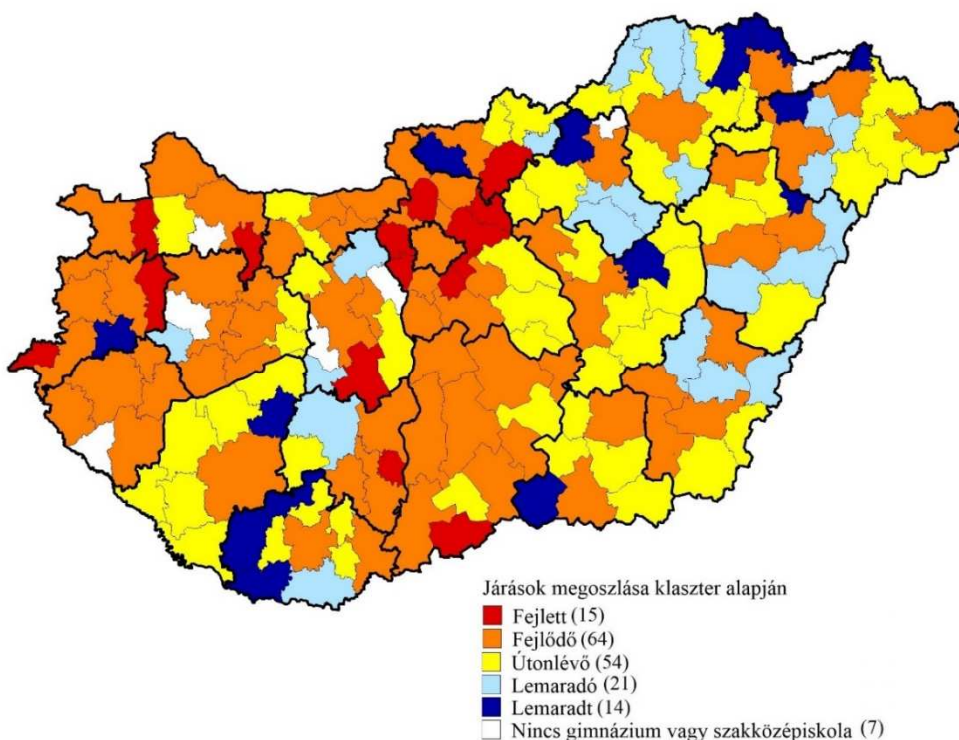 Járások megoszlása klaszter alapján
Fejlett (15)
Fejlődő (64)
Útonlévő (54)
Lemaradó (21)
Lemaradt (14)
Nincs gimnázium vagy szakközépiskola (7)